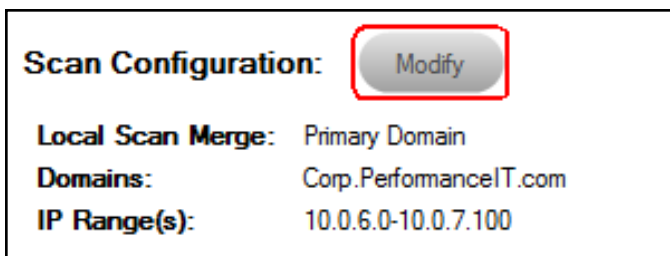 Scan Configuration: Modify
Local Scan Merge: Primary Domain
Domains: Corp.PerformanceIT.com
IP Range(s): 10.0.6.0-10.0.7.100